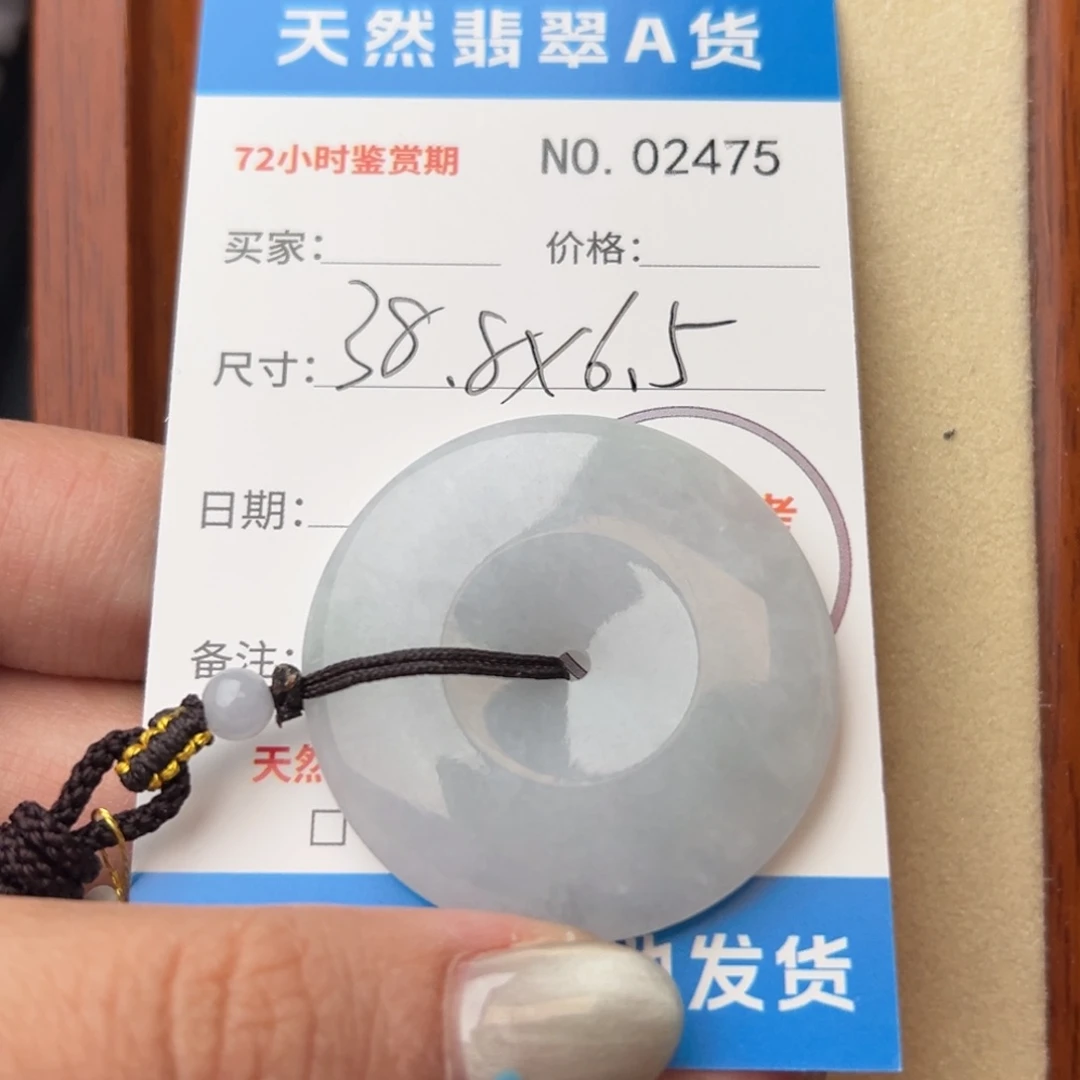 天然翡翠A货
72小时鉴赏期 NO. 02475
买家: 价格:
尺寸: 38.8x6.5
日期: 考
备注:
天然
□
发货